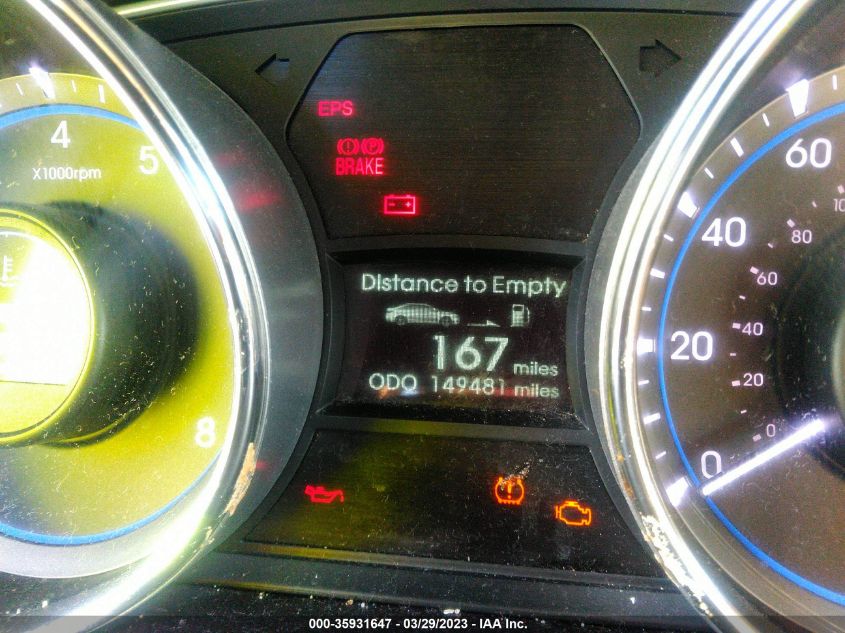 EPS
BRAKE
4
5
X1000rpm
8
Distance to Empty
167 miles
ODO 149481 miles
60
40
80
60
20
40
20
0
0
000-35931647 - 03/29/2023 - IAA Inc.